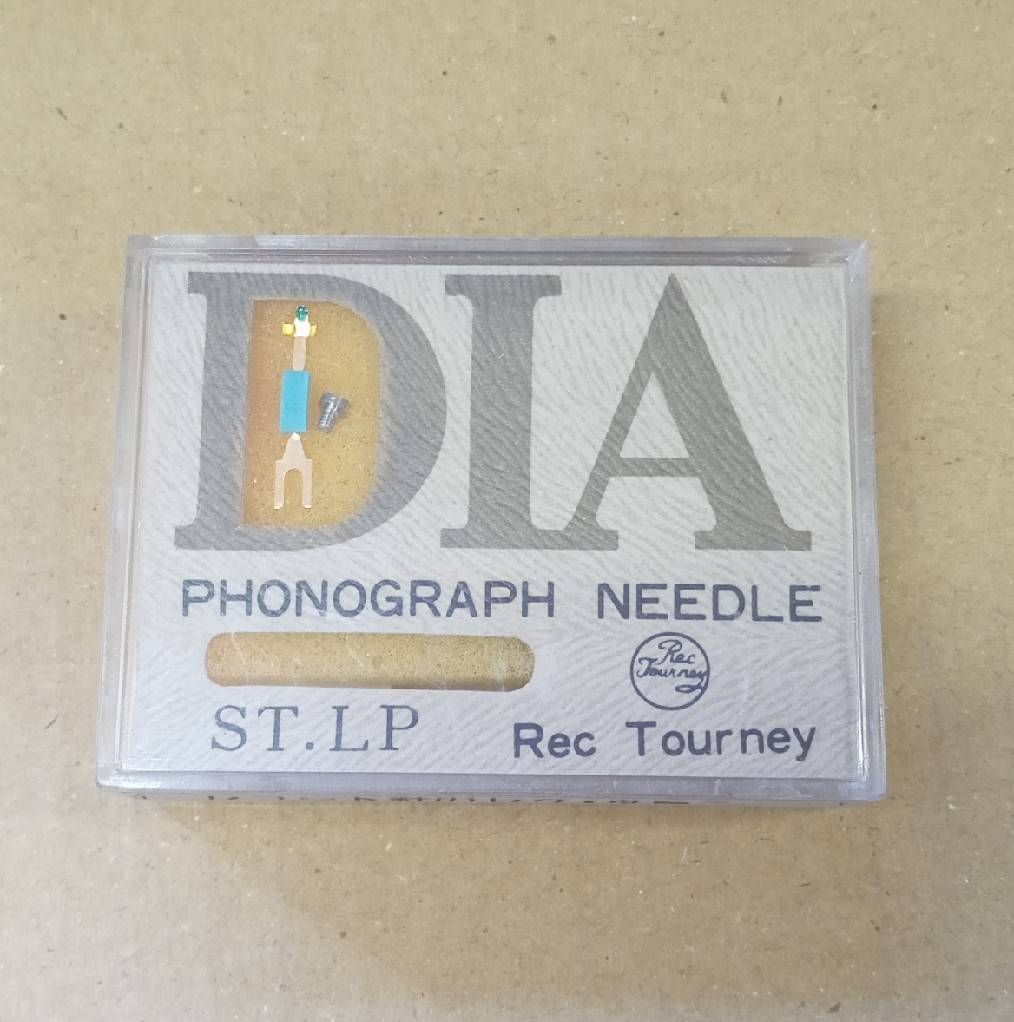 DIA
PHONOGRAPH NEEDLE
Rec
Tourney
ST.LP
Rec Tourney